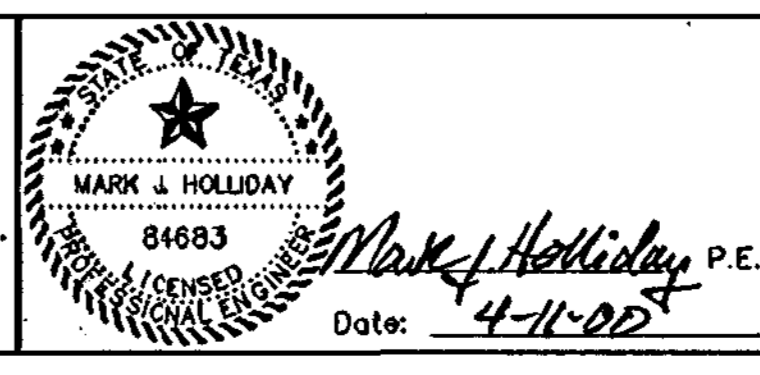 STATE OF TEXAS
MARK J. HOLLIDAY
84683
LICENSED
PROFESSIONAL ENGINEER
Mark J. Holliday P.E.
Date: 4-11-00